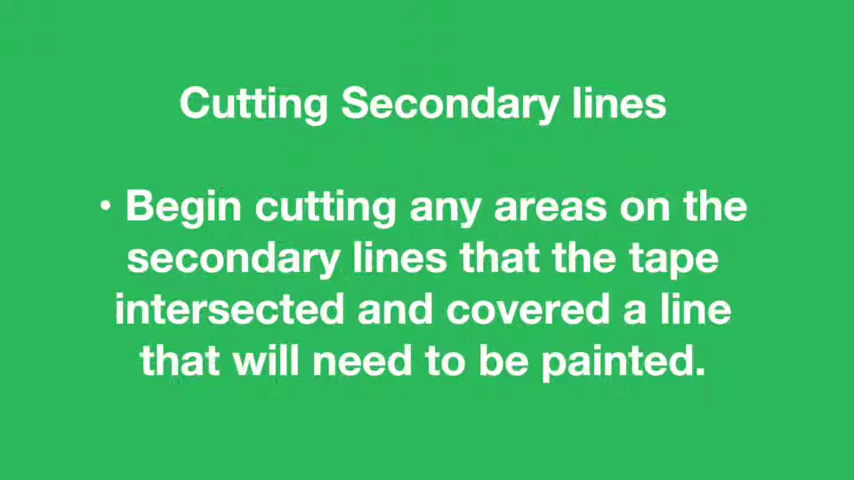 Cutting Secondary lines
• Begin cutting any areas on the
secondary lines that the tape
intersected and covered a line
that will need to be painted.